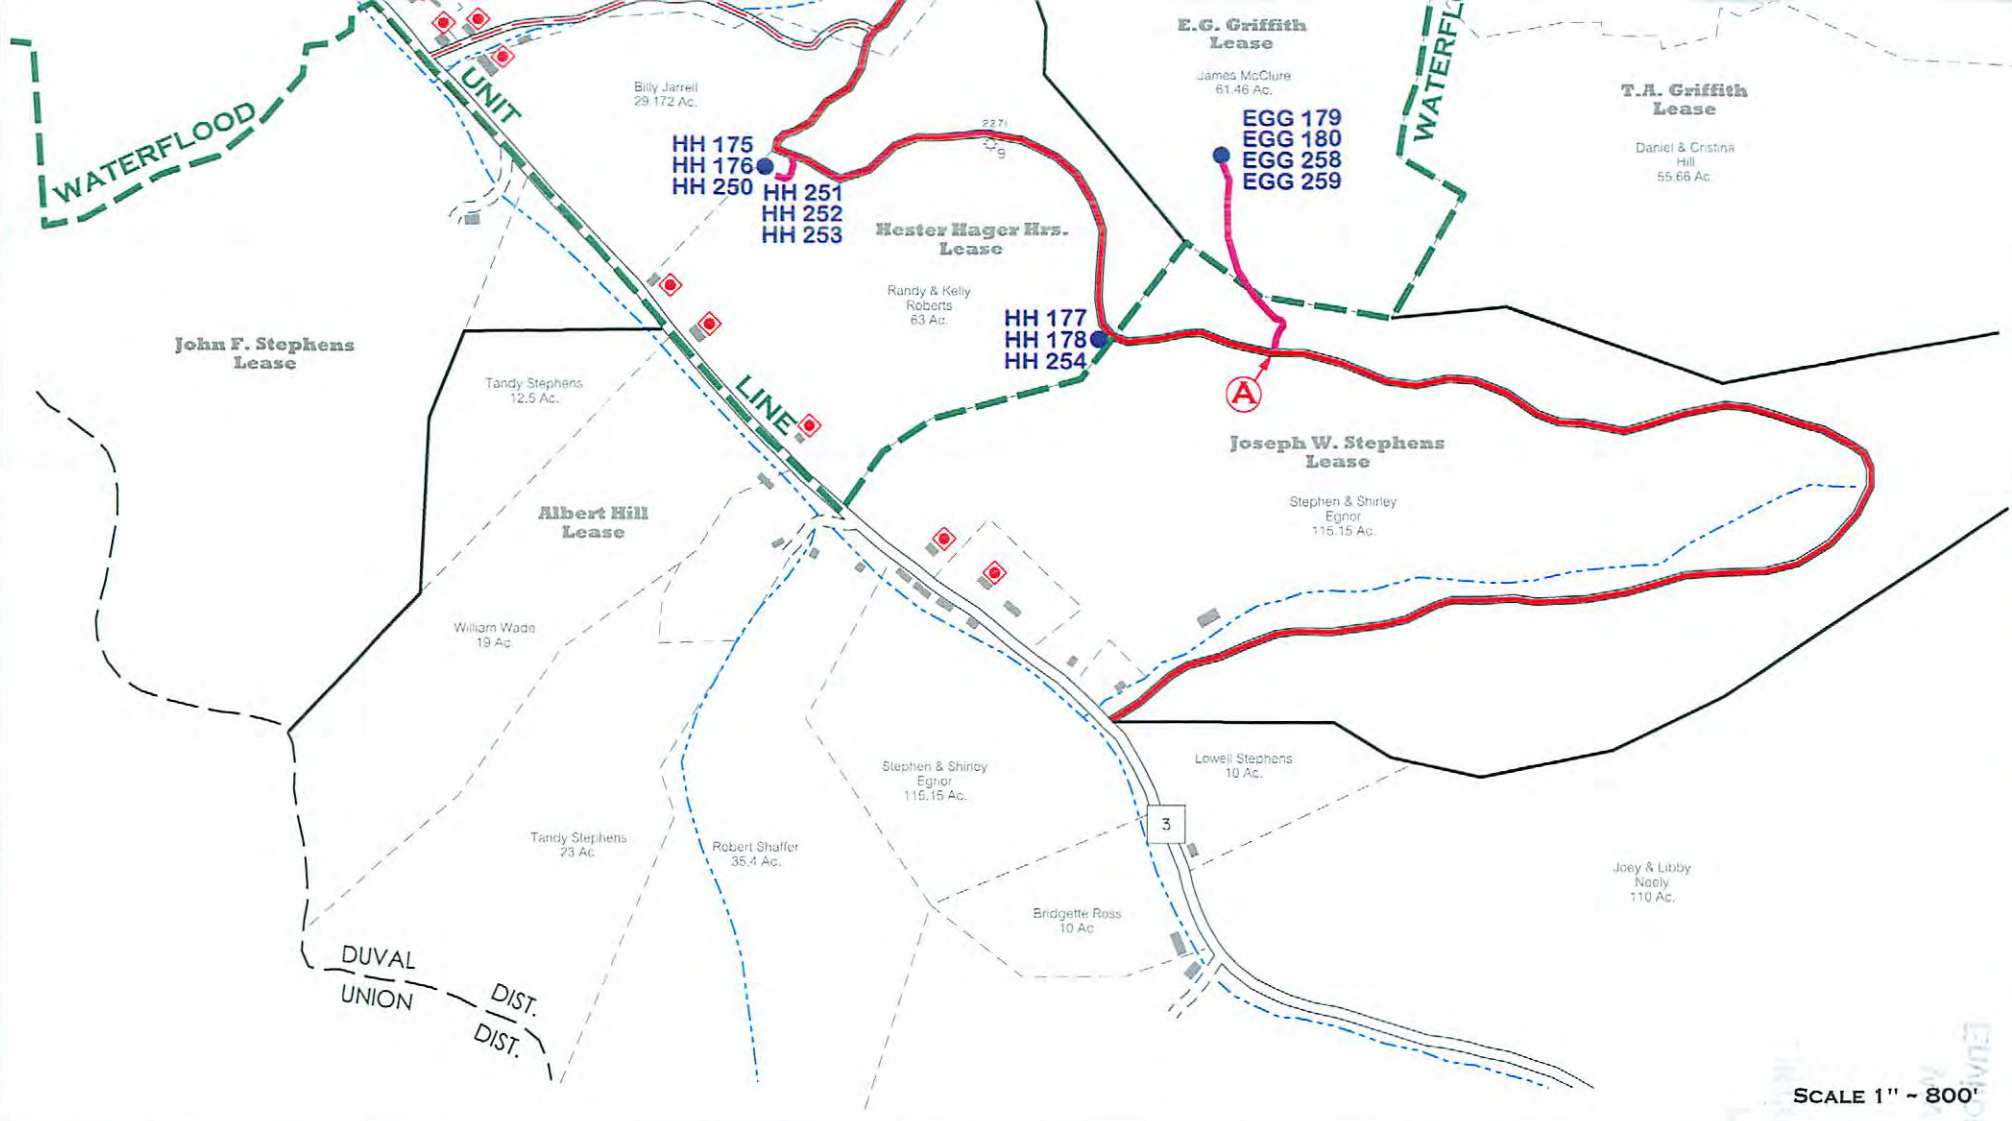 WATERFLOOD
UNIT
LINE
Billy Jarrell
29.172 Ac.
E.G. Griffith
Lease
James McClure
61.46 Ac.
EGG 179
EGG 180
EGG 258
EGG 259
WATERFL
T.A. Griffith
Lease
Daniel & Cristina
Hill
55.66 Ac.
HH 175
HH 176
HH 250
HH 251
HH 252
HH 253
2271
9
Hester Hager Hrs.
Lease
Randy & Kelly
Roberts
63 Ac.
HH 177
HH 178
HH 254
A
John F. Stephens
Lease
Tandy Stephens
12.5 Ac.
Joseph W. Stephens
Lease
Stephen & Shirley
Egnor
115.15 Ac.
Albert Hill
Lease
William Wade
19 Ac.
Stephen & Shirley
Egnor
115.15 Ac.
Lowell Stephens
10 Ac.
3
Tandy Stephens
23 Ac.
Robert Shaffer
35.4 Ac.
Joey & Libby
Neely
110 Ac.
Bridgette Ross
10 Ac
DUVAL DIST.
UNION DIST.
SCALE 1" ~ 800'